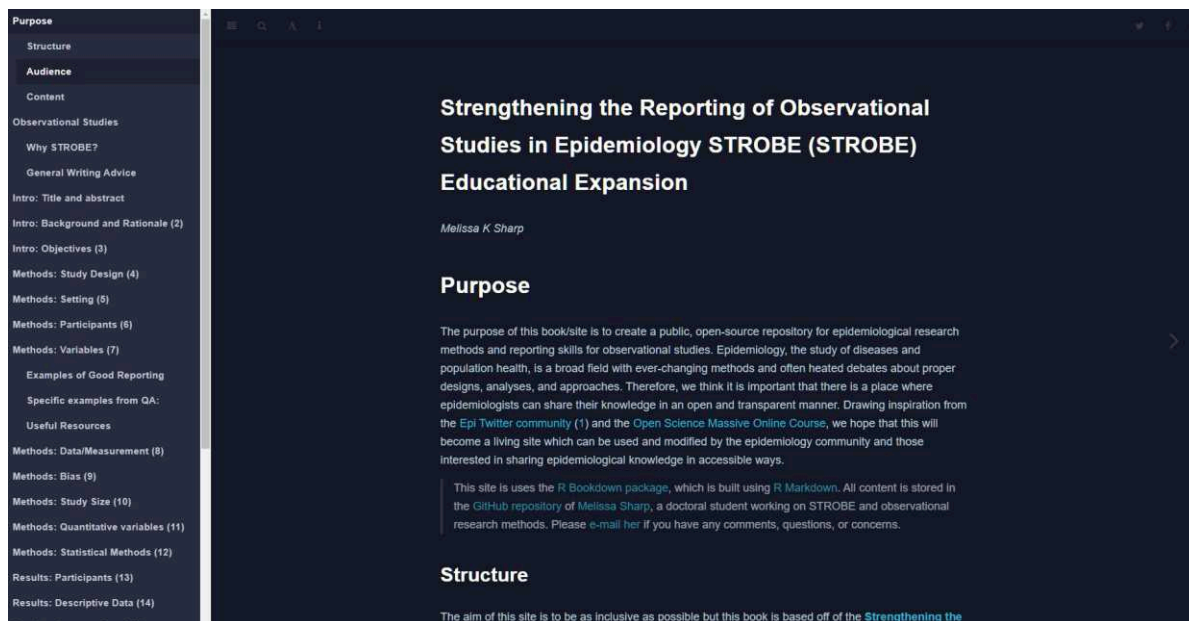 Purpose
Structure
Audience
Content
Observational Studies
Why STROBE?
General Writing Advice
Intro: Title and abstract
Intro: Background and Rationale (2)
Intro: Objectives (3)
Methods: Study Design (4)
Methods: Setting (5)
Methods: Participants (6)
Methods: Variables (7)
Examples of Good Reporting
Specific examples from QA:
Useful Resources
Methods: Data/Measurement (8)
Methods: Bias (9)
Methods: Study Size (10)
Methods: Quantitative variables (11)
Methods: Statistical Methods (12)
Results: Participants (13)
Results: Descriptive Data (14)
A
i
Strengthening the Reporting of Observational
Studies in Epidemiology STROBE (STROBE)
Educational Expansion
Melissa K Sharp
Purpose
The purpose of this book/site is to create a public, open-source repository for epidemiological research
methods and reporting skills for observational studies. Epidemiology, the study of diseases and
population health, is a broad field with ever-changing methods and often heated debates about proper
designs, analyses, and approaches. Therefore, we think it is important that there is a place where
epidemiologists can share their knowledge in an open and transparent manner. Drawing inspiration from
the Epi Twitter community (1) and the Open Science Massive Online Course, we hope that this will
become a living site which can be used and modified by the epidemiology community and those
interested in sharing epidemiological knowledge in accessible ways.
This site is uses the R Bookdown package, which is built using R Markdown. All content is stored in
the GitHub repository of Melissa Sharp, a doctoral student working on STROBE and observational
research methods. Please e-mail her if you have any comments, questions, or concerns.
Structure
The aim of this site is to be as inclusive as possible but this book is based off of the Strengthening the